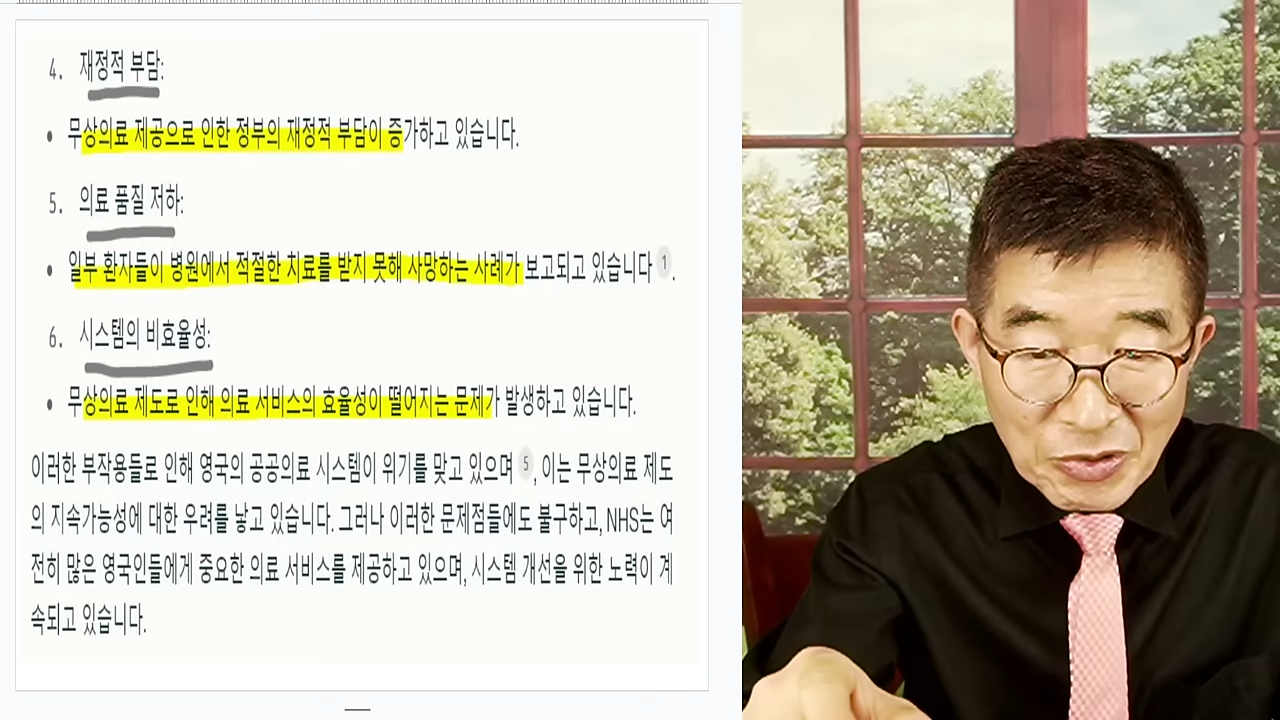 4. 재정적 부담:
• 무상의료 제공으로 인한 정부의 재정적 부담이 증가하고 있습니다.
5. 의료 품질 저하:
• 일부 환자들이 병원에서 적절한 치료를 받지 못해 사망하는 사례가 보고되고 있습니다 1.
6. 시스템의 비효율성:
• 무상의료 제도로 인해 의료 서비스의 효율성이 떨어지는 문제가 발생하고 있습니다.
이러한 부작용들로 인해 영국의 공공의료 시스템이 위기를 맞고 있으며 5, 이는 무상의료 제도
의 지속가능성에 대한 우려를 낳고 있습니다. 그러나 이러한 문제점들에도 불구하고, NHS는 여
전히 많은 영국인들에게 중요한 의료 서비스를 제공하고 있으며, 시스템 개선을 위한 노력이 계
속되고 있습니다.